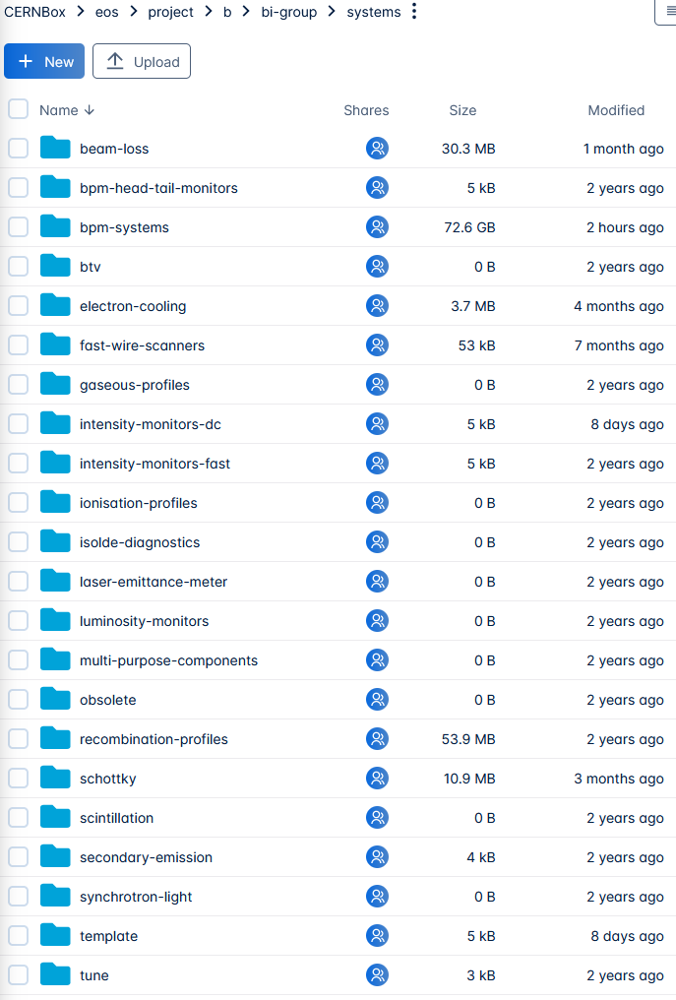 CERNBox > eos > project > b > bi-group > systems
New Upload
Name Shares Size Modified
beam-loss 30.3 MB 1 month ago
bpm-head-tail-monitors 5 kB 2 years ago
bpm-systems 72.6 GB 2 hours ago
btv 0 B 2 years ago
electron-cooling 3.7 MB 4 months ago
fast-wire-scanners 53 kB 7 months ago
gaseous-profiles 0 B 2 years ago
intensity-monitors-dc 5 kB 8 days ago
intensity-monitors-fast 5 kB 2 years ago
ionisation-profiles 0 B 2 years ago
isolde-diagnostics 0 B 2 years ago
laser-emittance-meter 0 B 2 years ago
luminosity-monitors 0 B 2 years ago
multi-purpose-components 0 B 2 years ago
obsolete 0 B 2 years ago
recombination-profiles 53.9 MB 2 years ago
schottky 10.9 MB 3 months ago
scintillation 0 B 2 years ago
secondary-emission 4 kB 2 years ago
synchrotron-light 0 B 2 years ago
template 5 kB 8 days ago
tune 3 kB 2 years ago